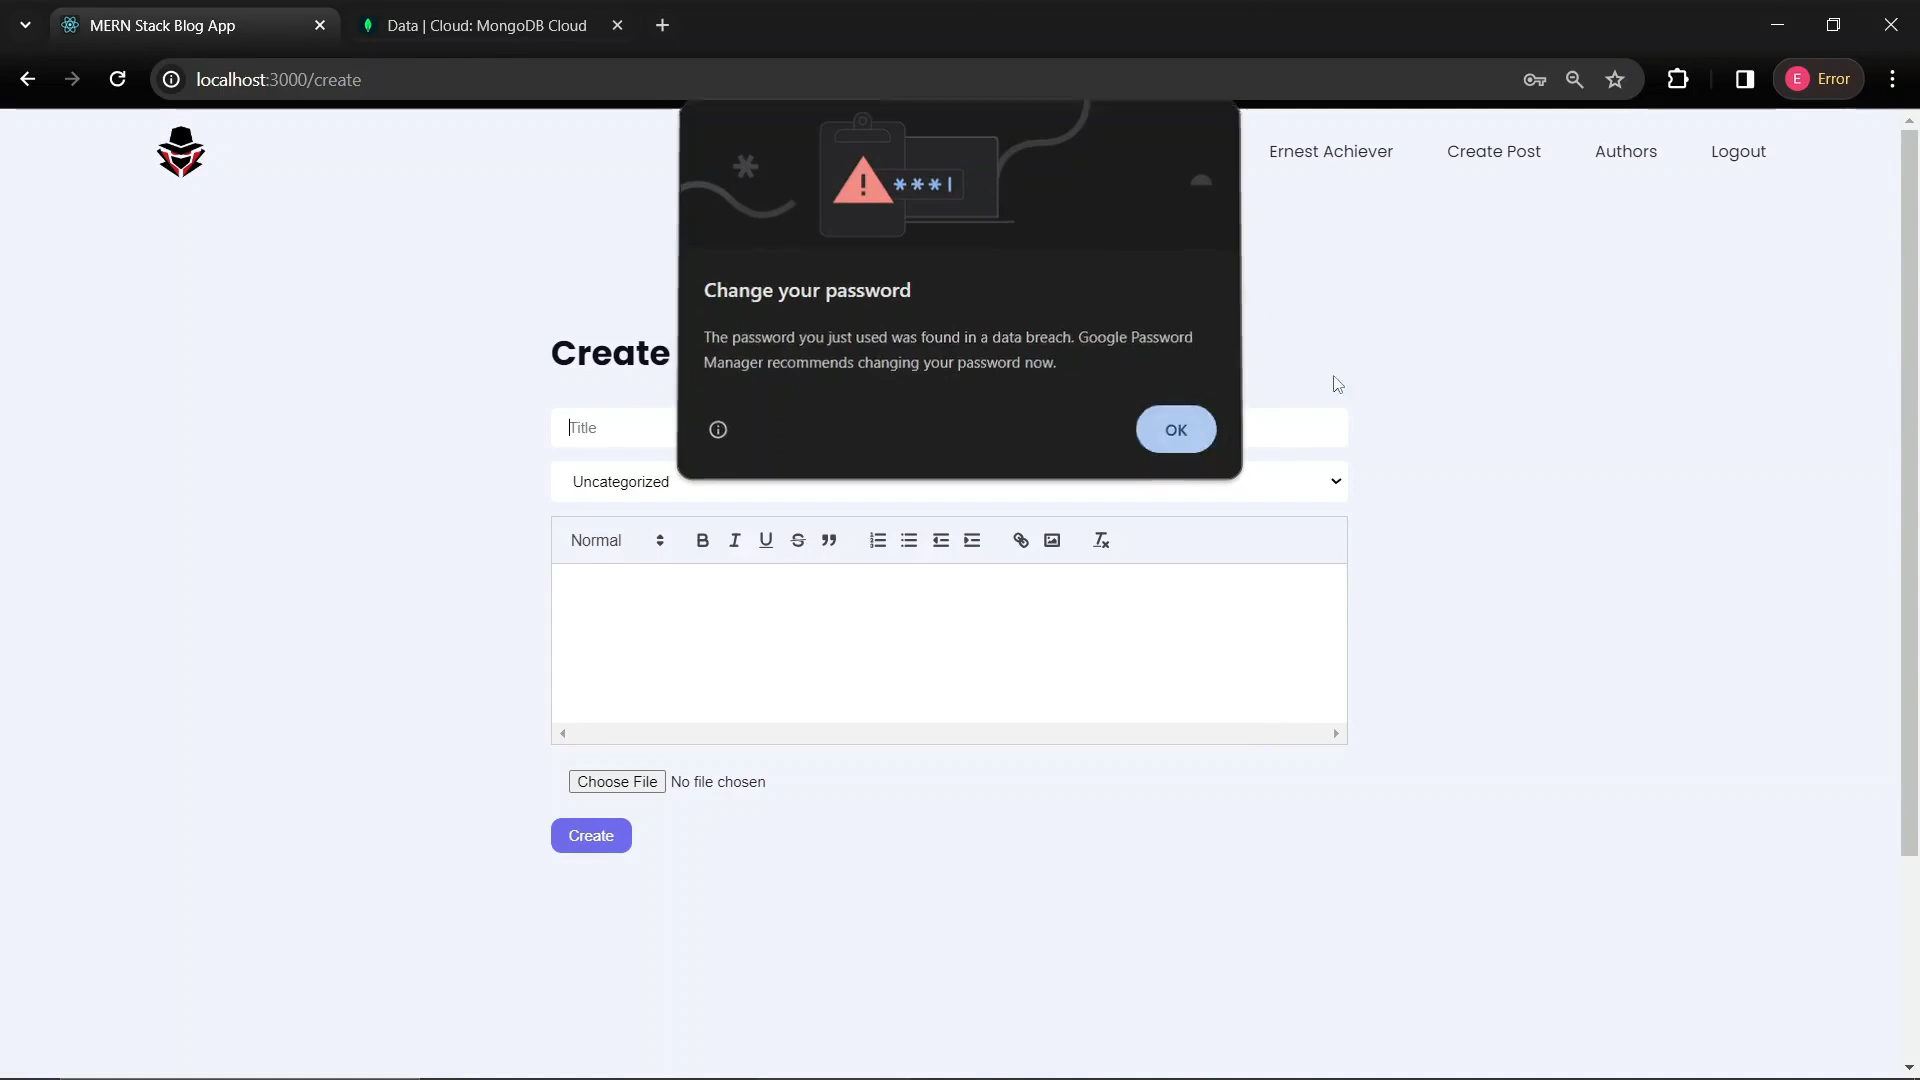 MERN Stack Blog App
Data | Cloud: MongoDB Cloud
localhost:3000/create
E Error
Ernest Achiever
Create Post
Authors
Logout
***|
Change your password
The password you just used was found in a data breach. Google Password
Manager recommends changing your password now.
OK
Create
Title
Uncategorized
Normal
B I U S
Choose File No file chosen
Create